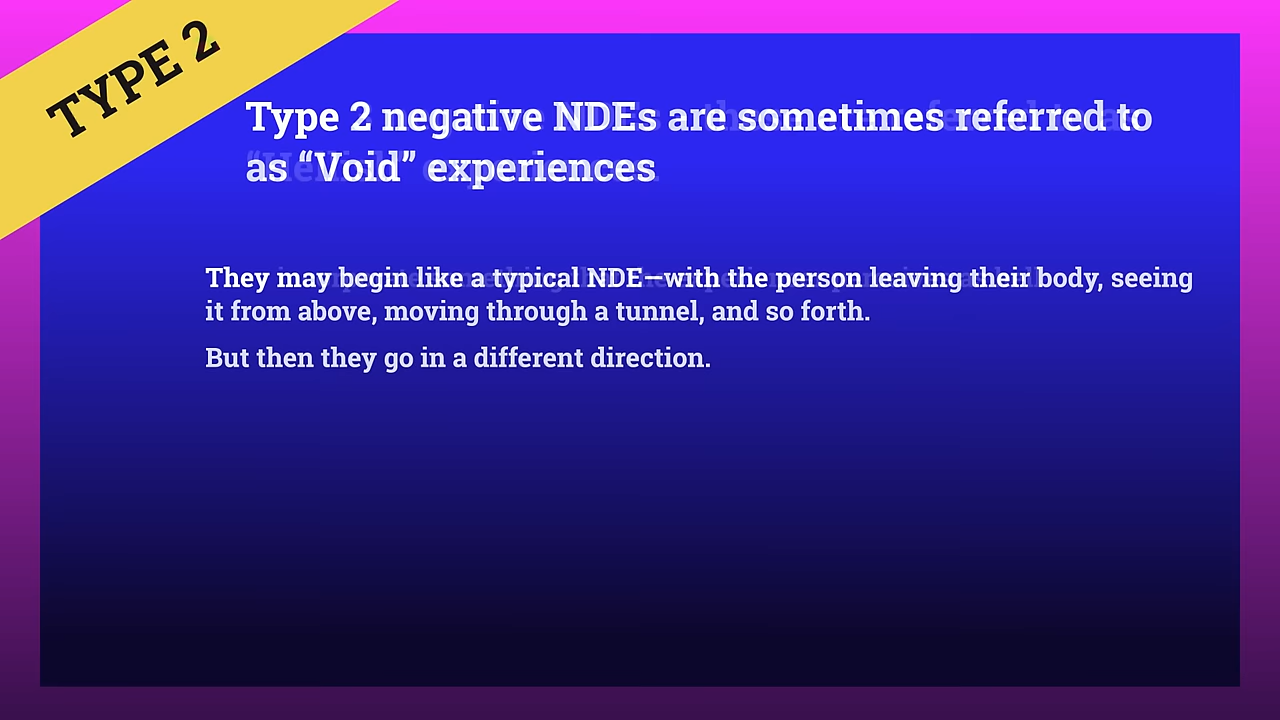 TYPE 2
Type 2 negative NDEs are sometimes referred to
as “Void” experiences
They may begin like a typical NDE—with the person leaving their body, seeing
it from above, moving through a tunnel, and so forth.
But then they go in a different direction.